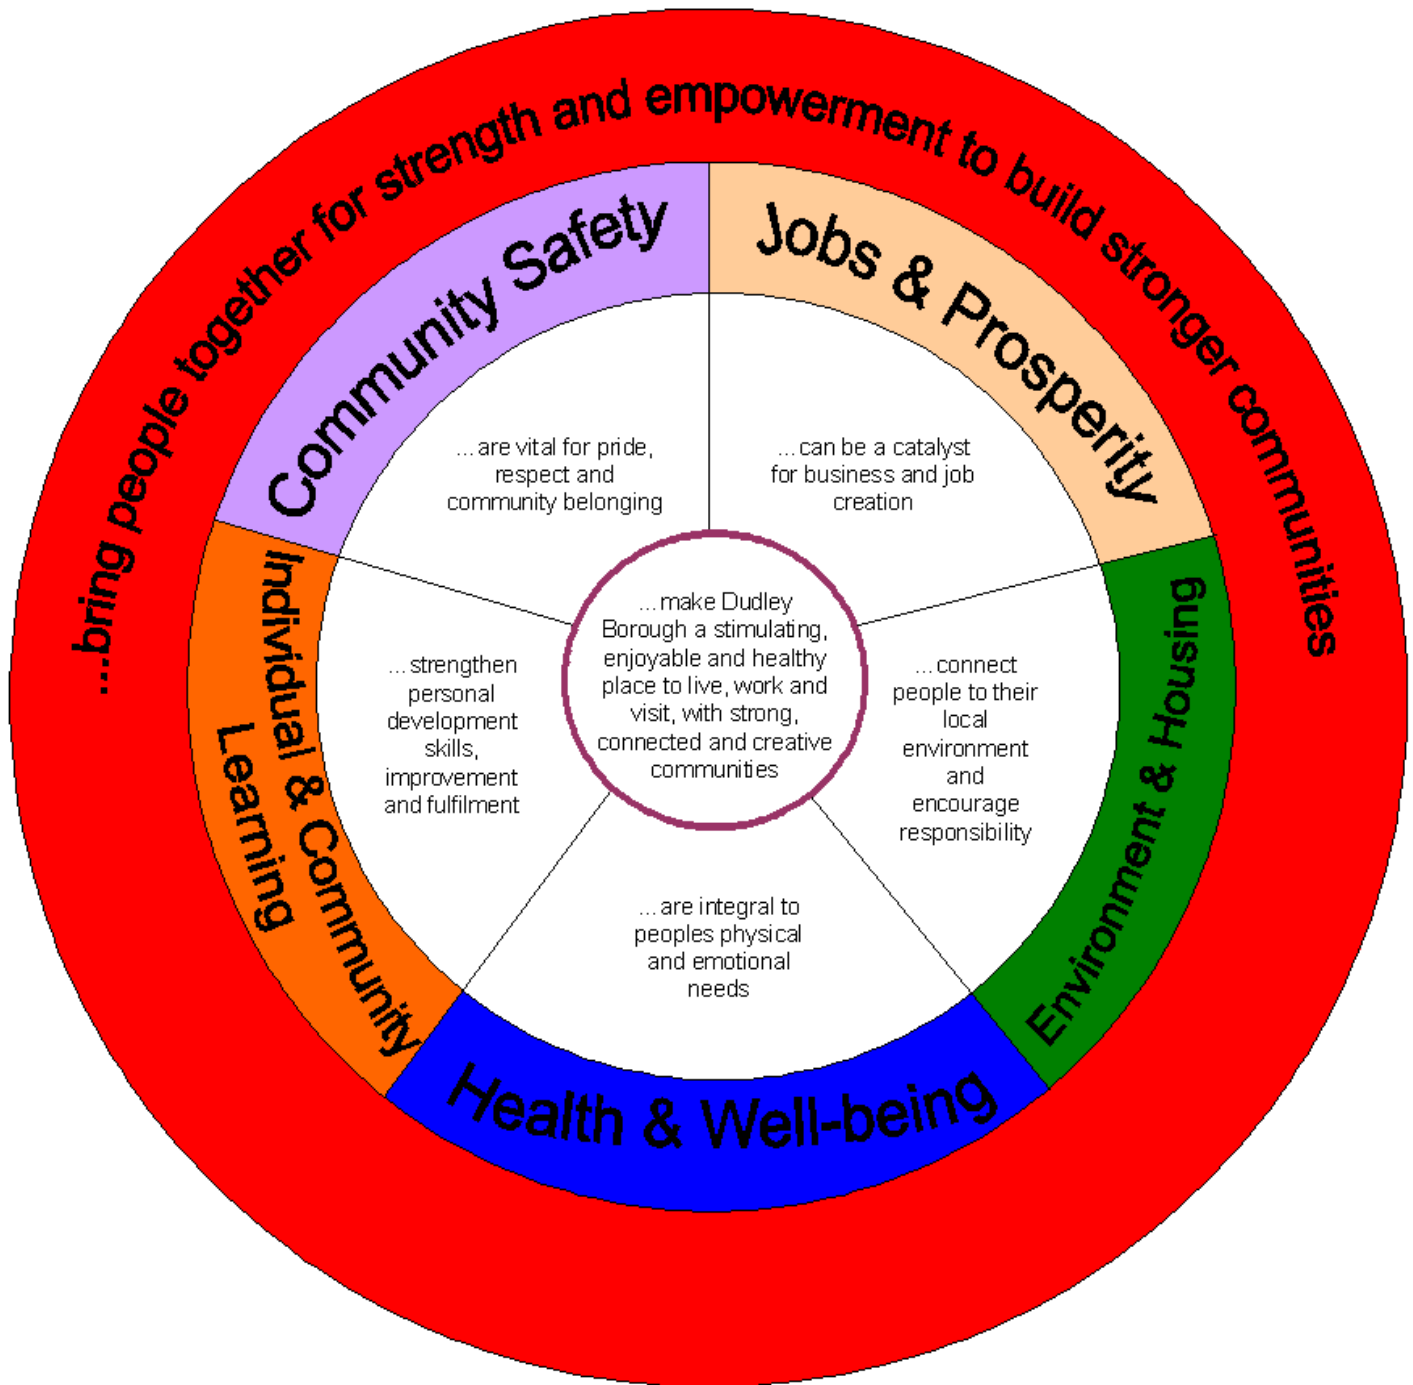 ...bring people together for strength and empowerment to build stronger communities
Community Safety
Jobs & Prosperity
...are vital for pride,
respect and
community belonging
...can be a catalyst
for business and job
creation
Individual & Community
Learning
...strengthen
personal
development
skills,
improvement
and fulfilment
...make Dudley
Borough a stimulating,
enjoyable and healthy
place to live, work and
visit, with strong,
connected and creative
communities
...connect
people to their
local
environment
and
encourage
responsibility
Environment & Housing
...are integral to
peoples physical
and emotional
needs
Health & Well-being